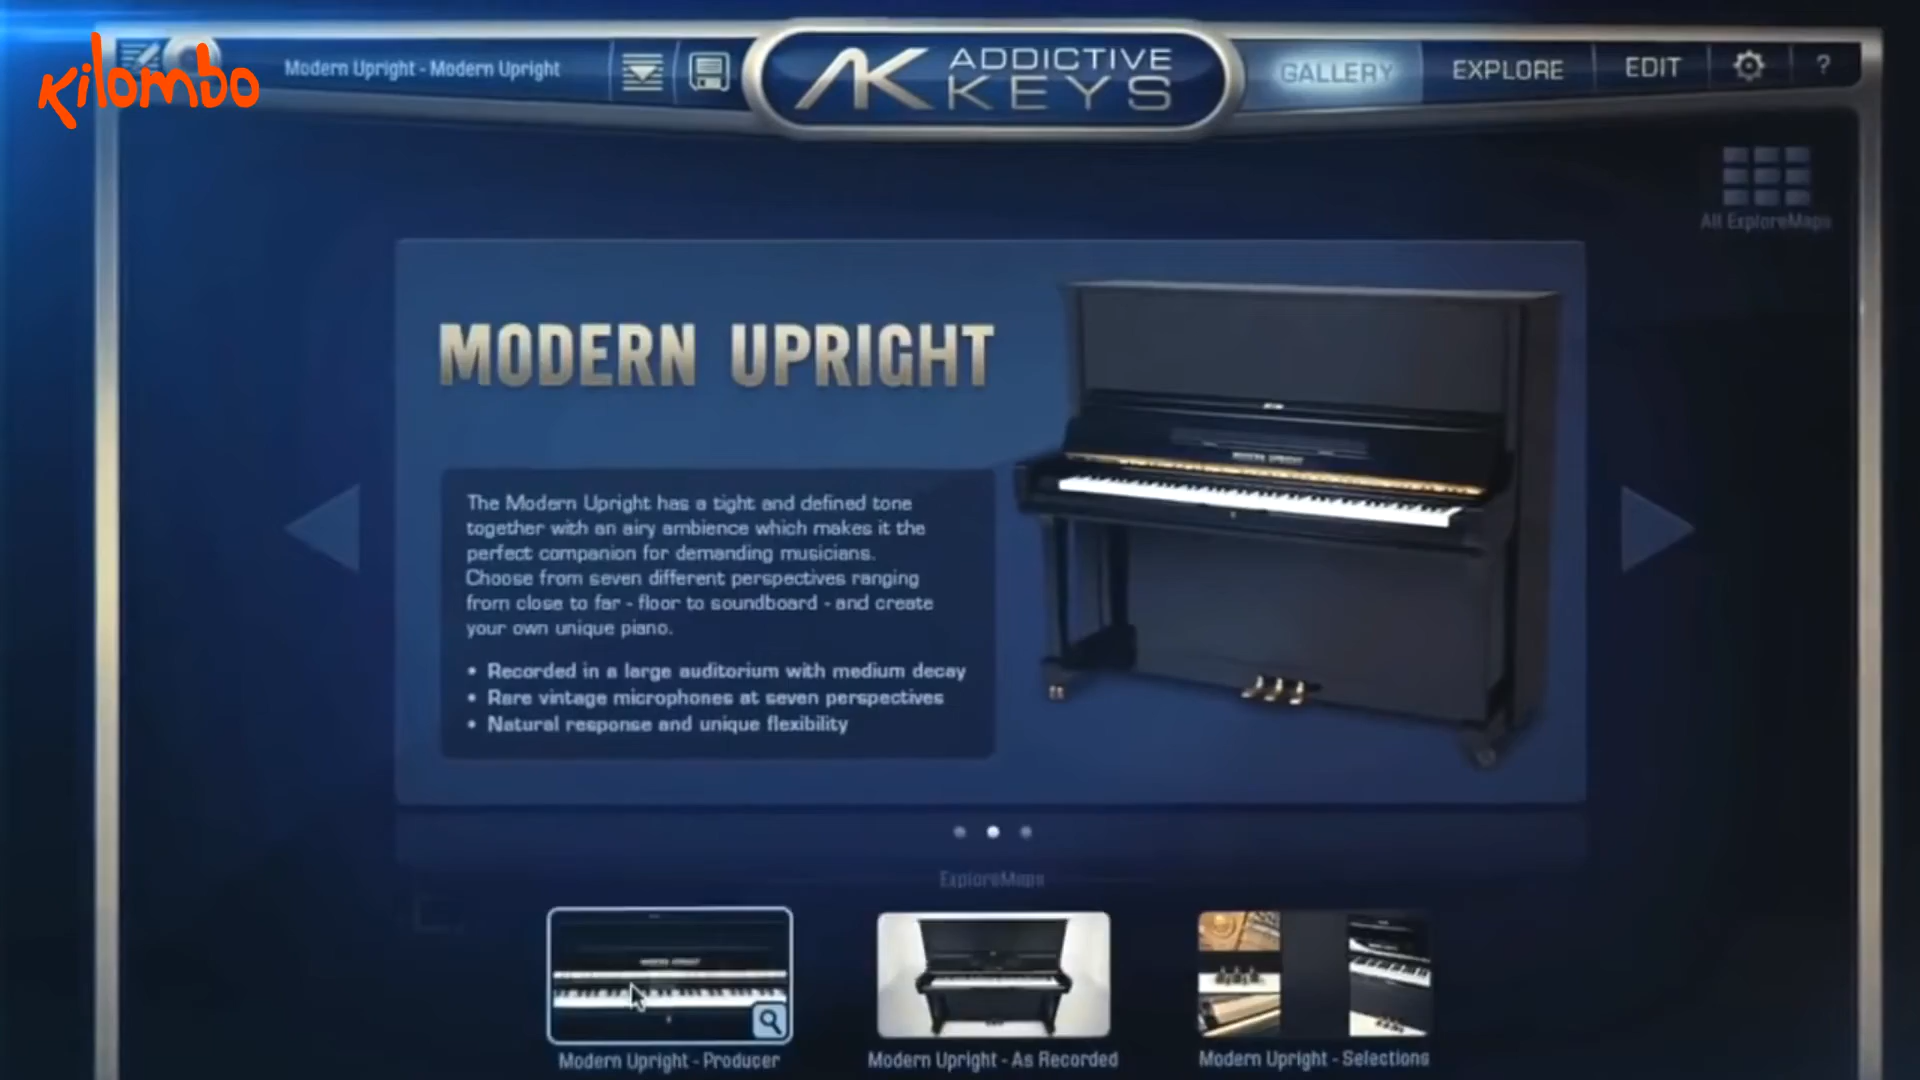 Kilombo
Modern Upright - Modern Upright
AK ADDICTIVE KEYS
GALLERY
EXPLORE
EDIT
?
All ExploreMaps
MODERN UPRIGHT
MODERN UPRIGHT
The Modern Upright has a tight and defined tone
together with an airy ambience which makes it the
perfect companion for demanding musicians.
Choose from seven different perspectives ranging
from close to far - floor to soundboard - and create
your own unique piano.
• Recorded in a large auditorium with medium decay
• Rare vintage microphones at seven perspectives
• Natural response and unique flexibility
ExploreMaps
MODERN UPRIGHT
Modern Upright - Producer
Modern Upright - As Recorded
Modern Upright - Selections